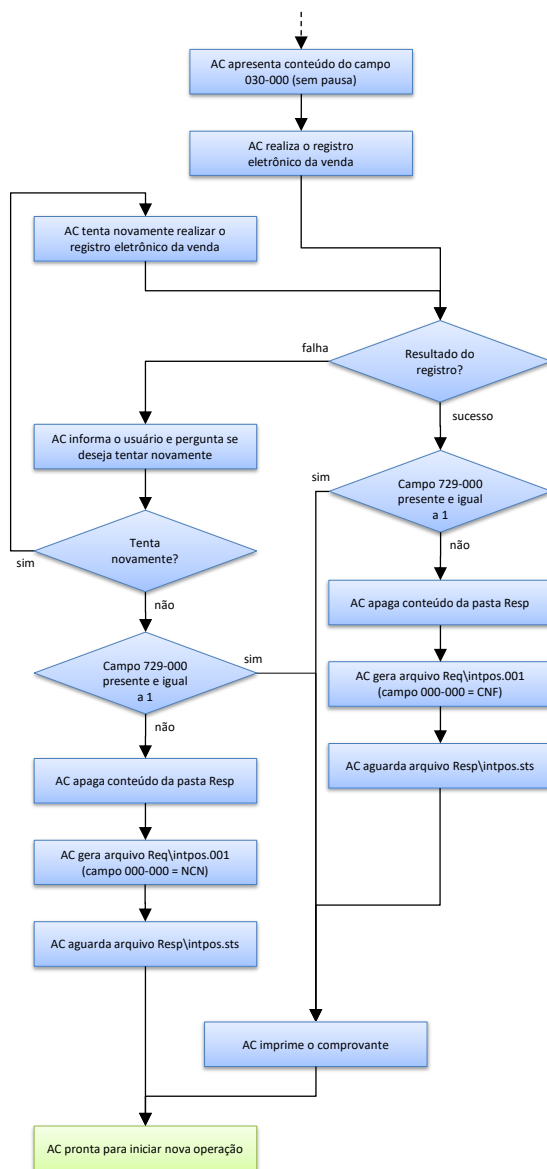 AC apresenta conteúdo do campo
030-000 (sem pausa)
AC realiza o registro
eletrônico da venda
AC tenta novamente realizar o
registro eletrônico da venda
falha
Resultado do
registro?
sucesso
AC informa o usuário e pergunta se
deseja tentar novamente
sim
Campo 729-000
presente e igual
a 1
não
Tenta
novamente?
sim
não
AC apaga conteúdo da pasta Resp
Campo 729-000
presente e igual
a 1
sim
não
AC gera arquivo Req\intpos.001
(campo 000-000 = CNF)
AC aguarda arquivo Resp\intpos.sts
AC apaga conteúdo da pasta Resp
AC gera arquivo Req\intpos.001
(campo 000-000 = NCN)
AC aguarda arquivo Resp\intpos.sts
AC imprime o comprovante
AC pronta para iniciar nova operação